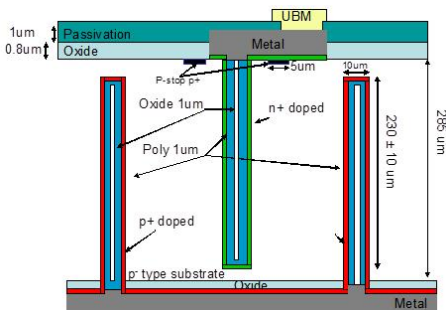 UBM
1um
Passivation
Metal
0.8um
Oxide
P-stop p+
5um
10um
Oxide 1um
n+ doped
Poly 1um
230 ± 10 um
285 um
p+ doped
p- type substrate
Oxide
Metal